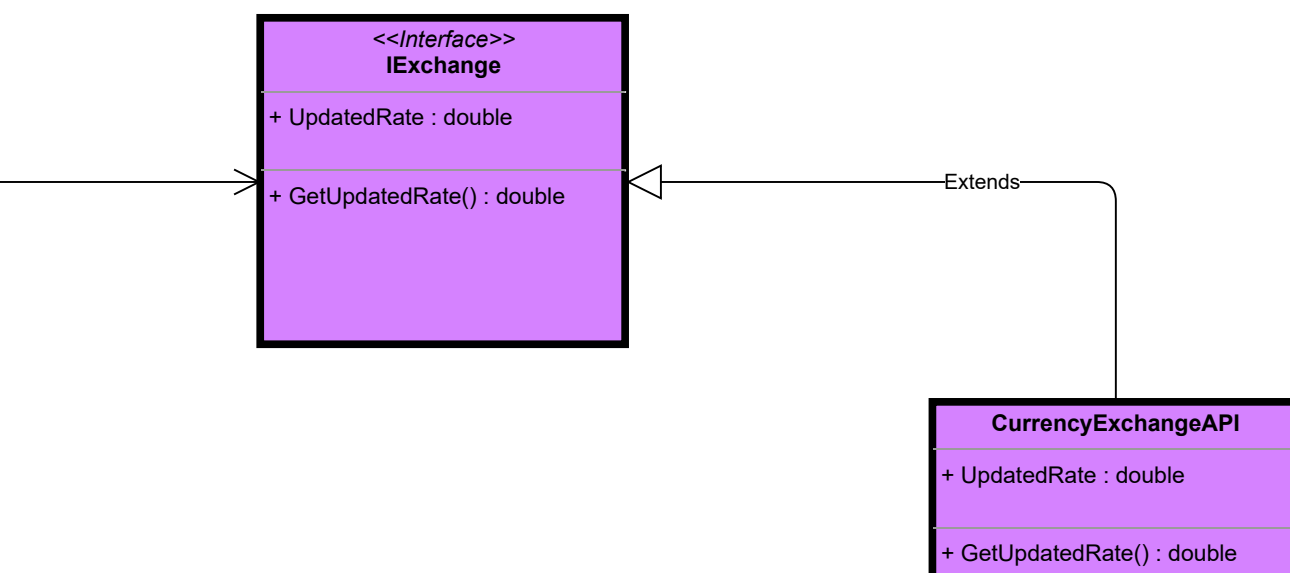 <<Interface>>
IExchange
+ UpdatedRate : double
+ GetUpdatedRate() : double
Extends
CurrencyExchangeAPI
+ UpdatedRate : double
+ GetUpdatedRate() : double